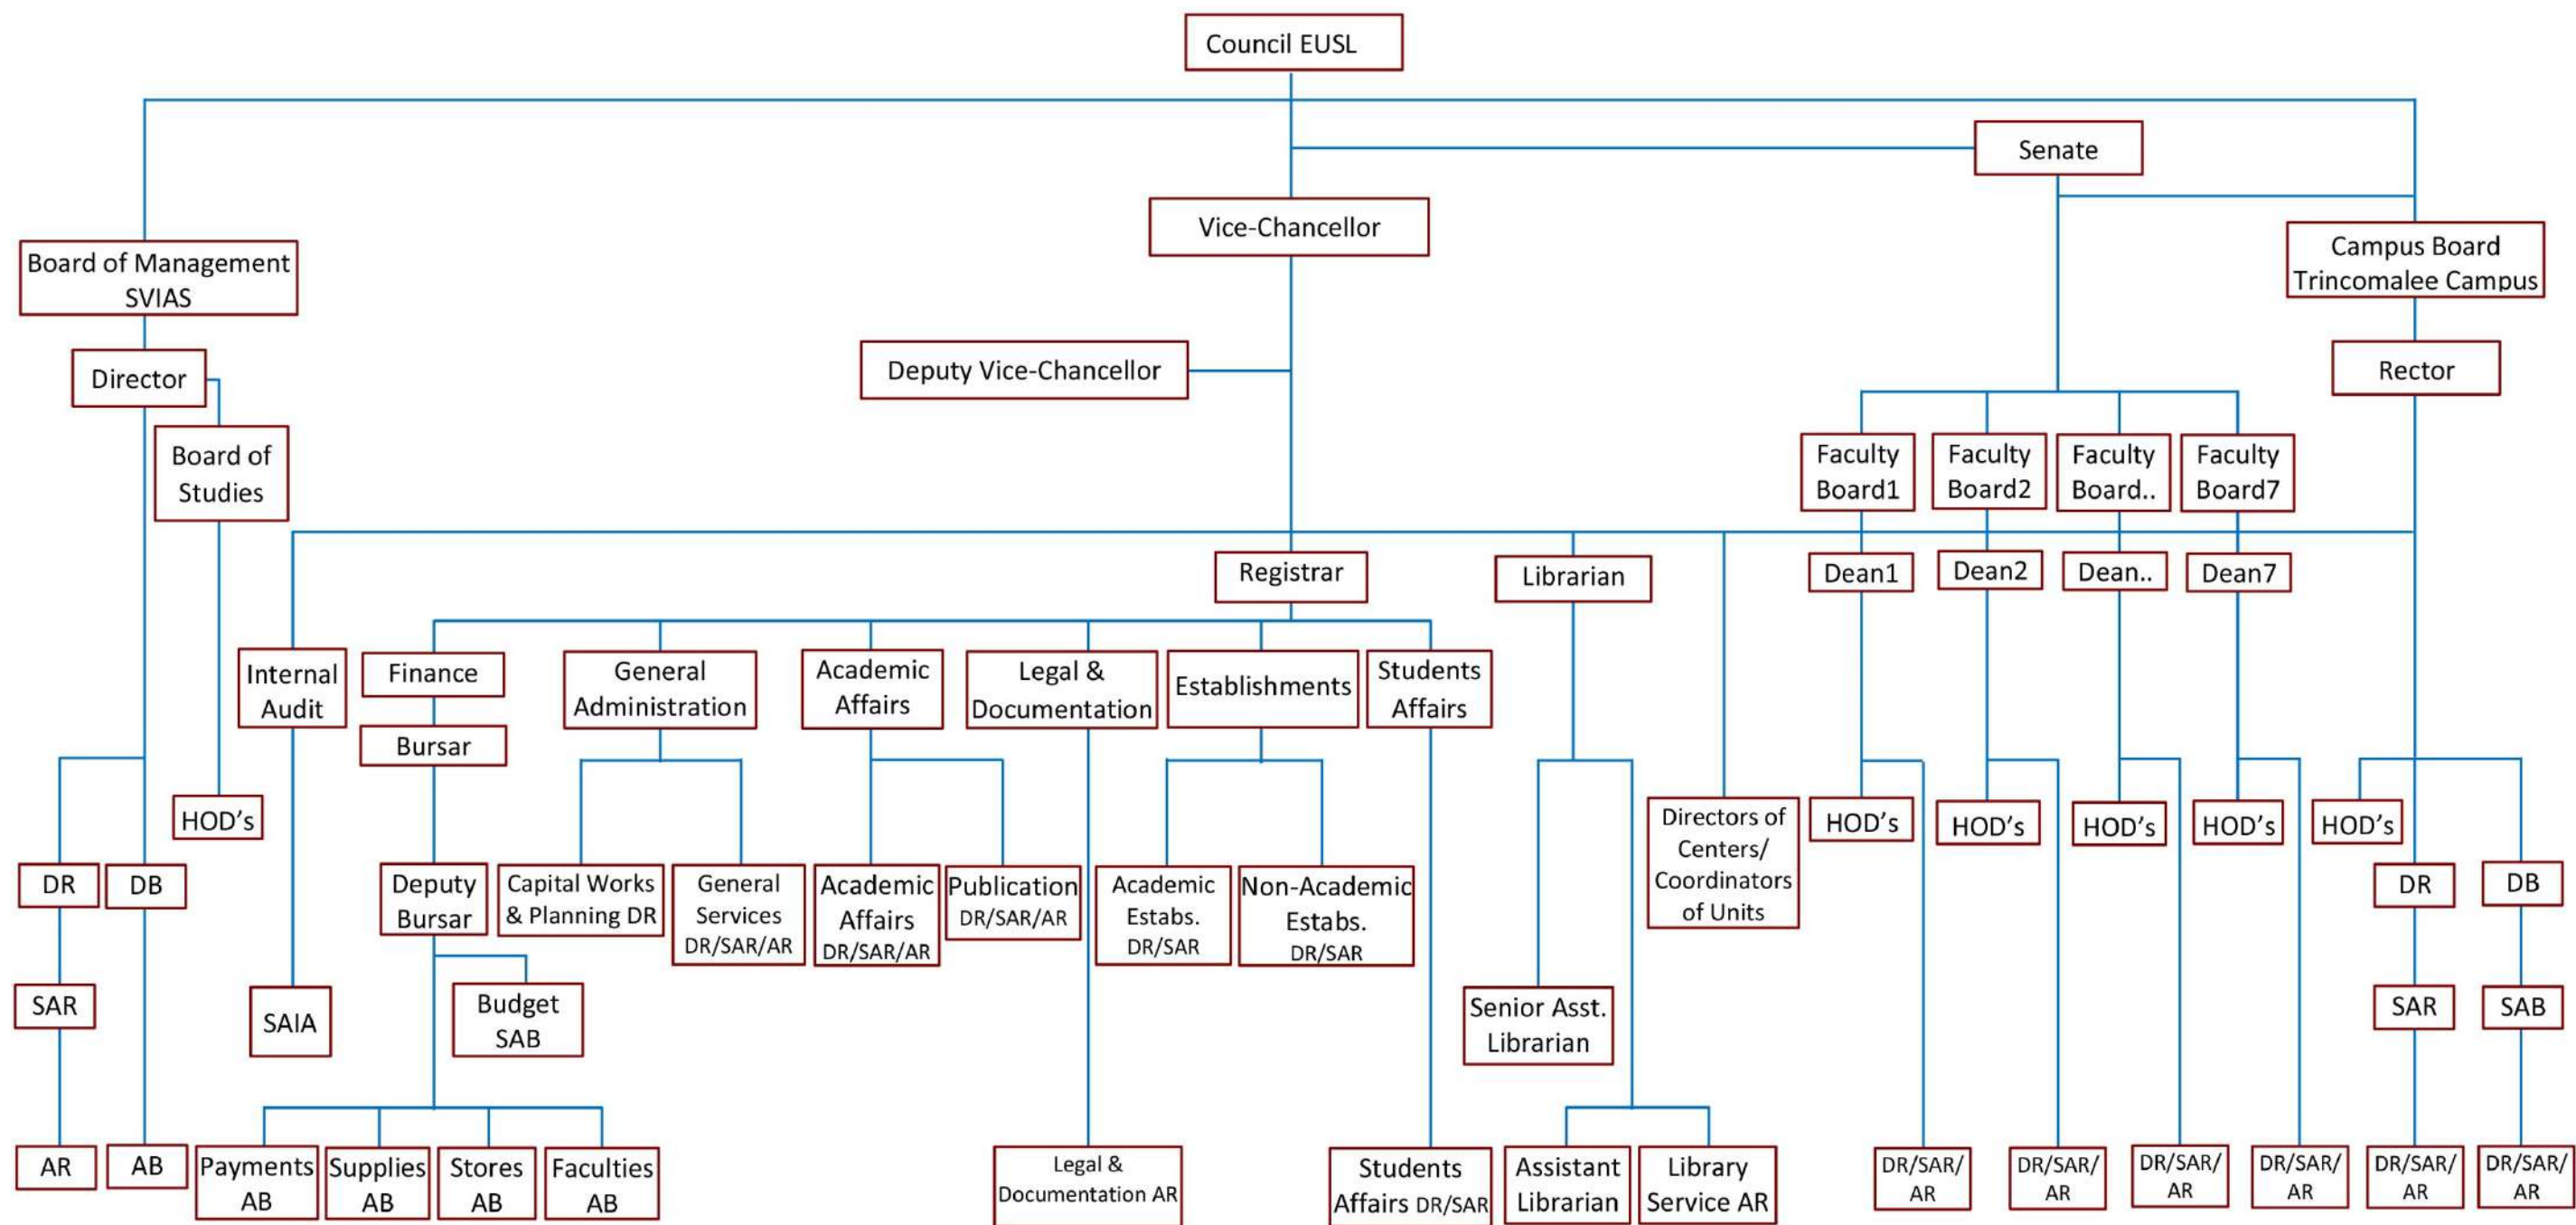 Council EUSL
Senate
Vice-Chancellor
Board of Management
SVIAS
Campus Board
Trincomalee Campus
Director
Deputy Vice-Chancellor
Rector
Board of
Studies
Faculty
Board1
Faculty
Board2
Faculty
Board..
Faculty
Board7
Registrar
Librarian
Dean1
Dean2
Dean..
Dean7
Internal
Audit
Finance
General
Administration
Academic
Affairs
Legal &
Documentation
Establishments
Students
Affairs
Bursar
HOD's
Directors of
Centers/
Coordinators
of Units
HOD's
HOD's
HOD's
HOD's
HOD's
DR
DB
Deputy
Bursar
Capital Works
& Planning DR
General
Services
DR/SAR/AR
Academic
Affairs
DR/SAR/AR
Publication
DR/SAR/AR
Academic
Estabs.
DR/SAR
Non-Academic
Estabs.
DR/SAR
DR
DB
SAR
SAIA
Budget
SAB
Senior Asst.
Librarian
SAR
SAB
AR
AB
Payments
AB
Supplies
AB
Stores
AB
Faculties
AB
Legal &
Documentation AR
Students
Affairs DR/SAR
Assistant
Librarian
Library
Service AR
DR/SAR/
AR
DR/SAR/
AR
DR/SAR/
AR
DR/SAR/
AR
DR/SAR/
AR
DR/SAR/
AR